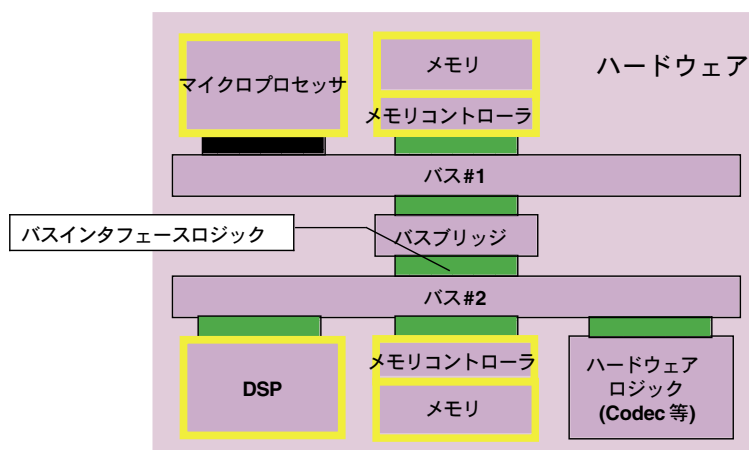 ハードウェア
マイクロプロセッサ
メモリ
メモリコントローラ
バス#1
バスインタフェースロジック
バスブリッジ
バス#2
DSP
メモリコントローラ
メモリ
ハードウェア
ロジック
(Codec 等)